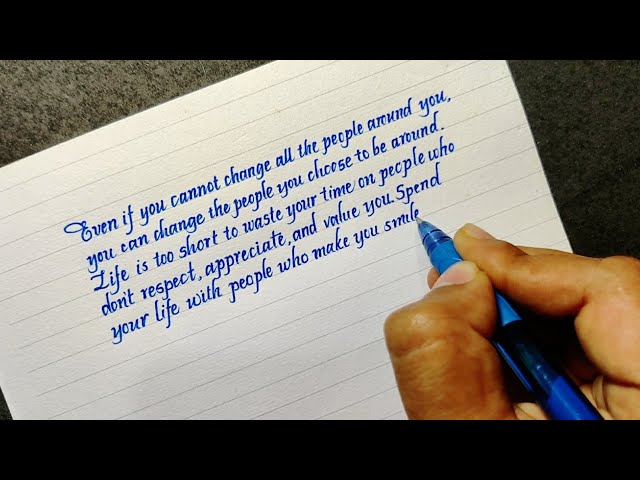 Even if you cannot change all the people around you,
you can change the people you choose to be around.
Life is too short to waste your time on people who
don't respect, appreciate, and value you. Spend
your life with people who make you smile